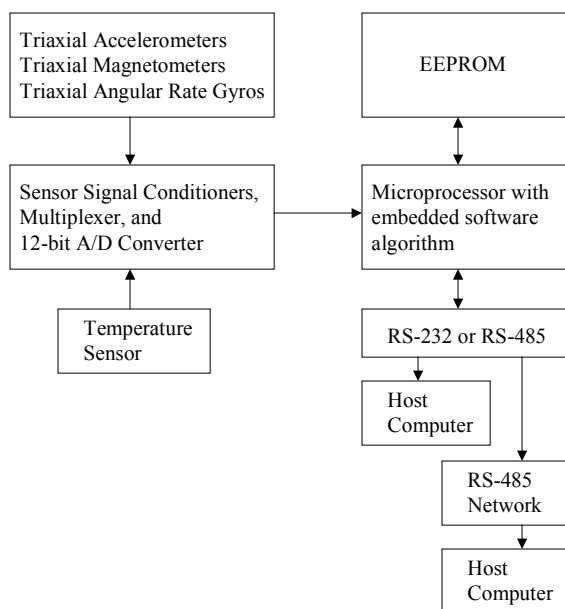 Triaxial Accelerometers
Triaxial Magnetometers
Triaxial Angular Rate Gyros
EEPROM
Sensor Signal Conditioners,
Multiplexer, and
12-bit A/D Converter
Microprocessor with
embedded software
algorithm
Temperature
Sensor
RS-232 or RS-485
Host
Computer
RS-485
Network
Host
Computer